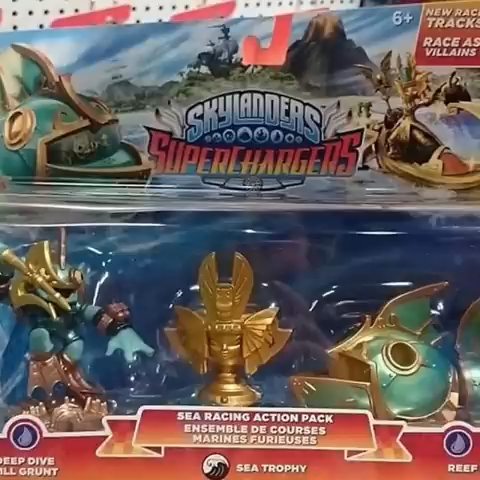 6+
NEW RACE
TRACKS
RACE AS
VILLAINS
SKYLANDERS
SUPERCHARGERS
SEA RACING ACTION PACK
ENSEMBLE DE COURSES
MARINES FURIEUSES
DEEP DIVE
ILL GRUNT
SEA TROPHY
REEF